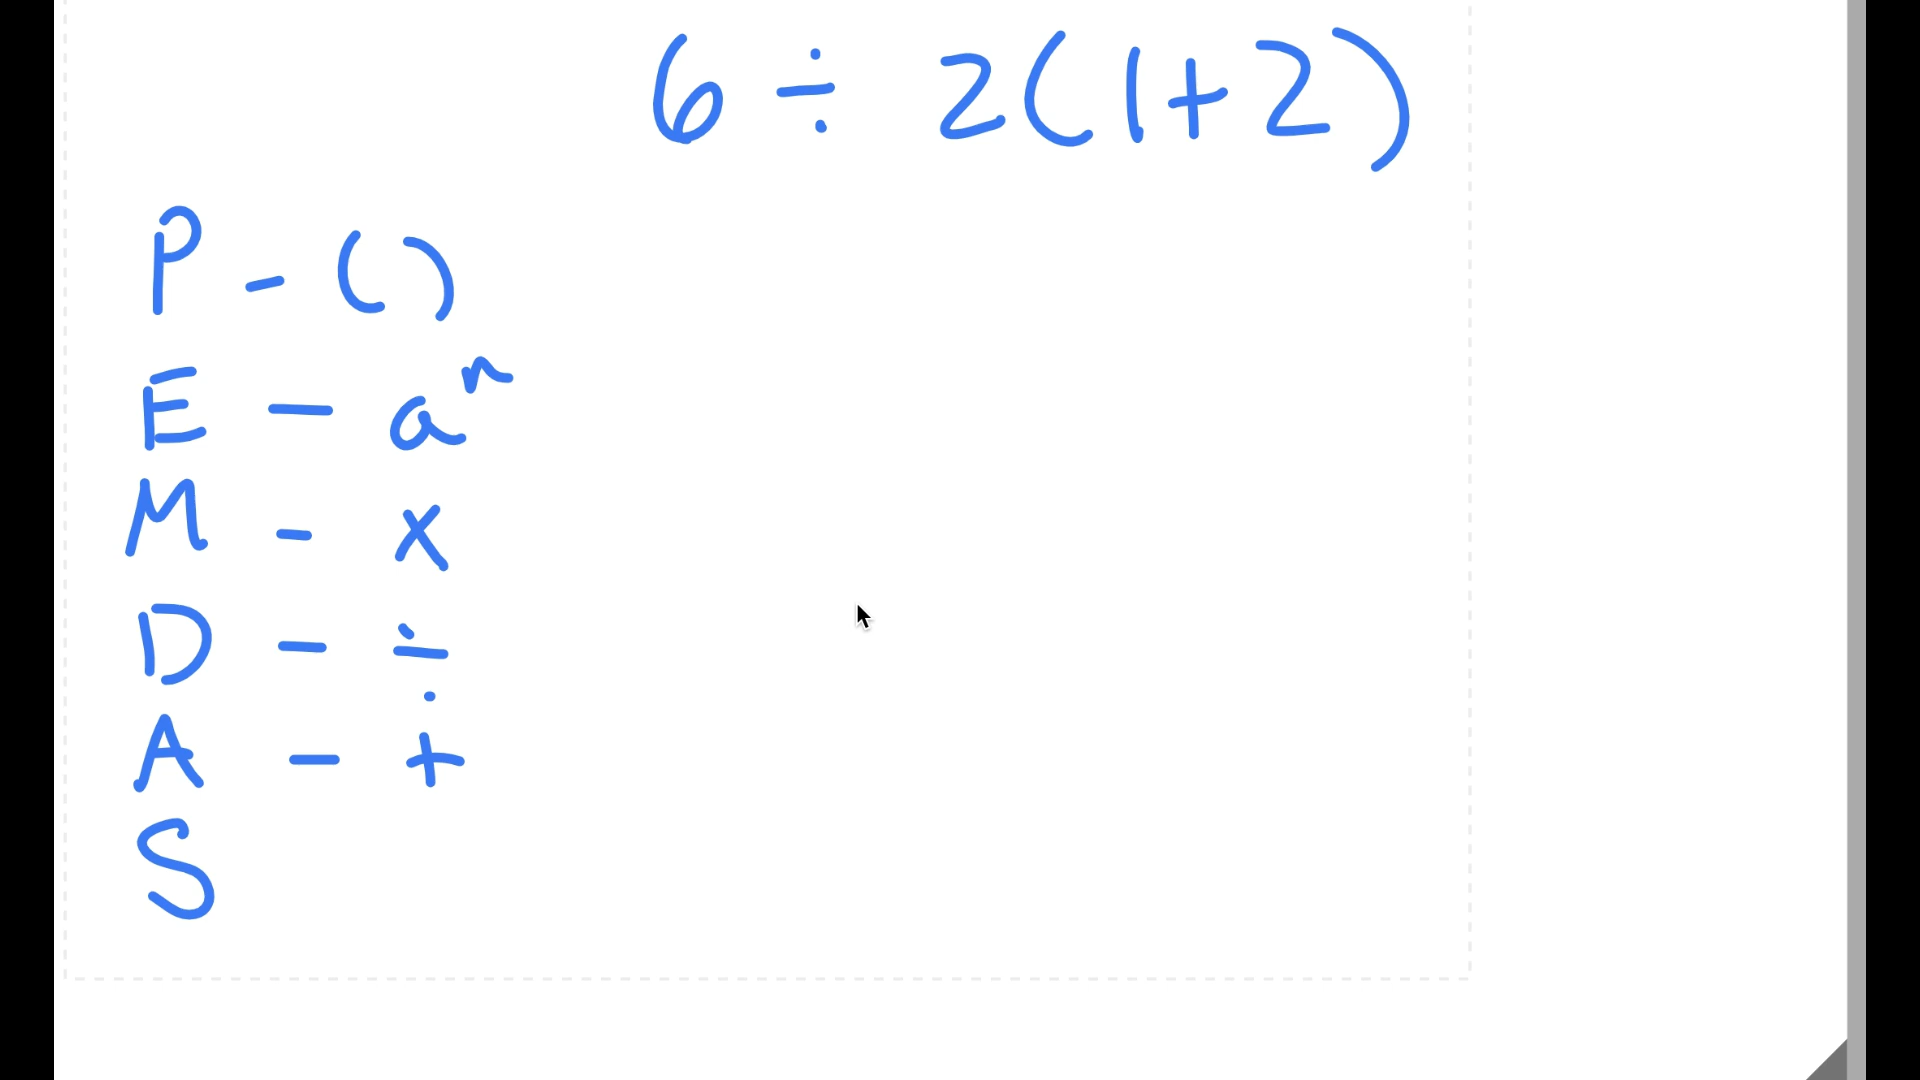 6 ÷ 2(1+2)
P - ()
E - aⁿ
M - x
D - ÷
A - +
S